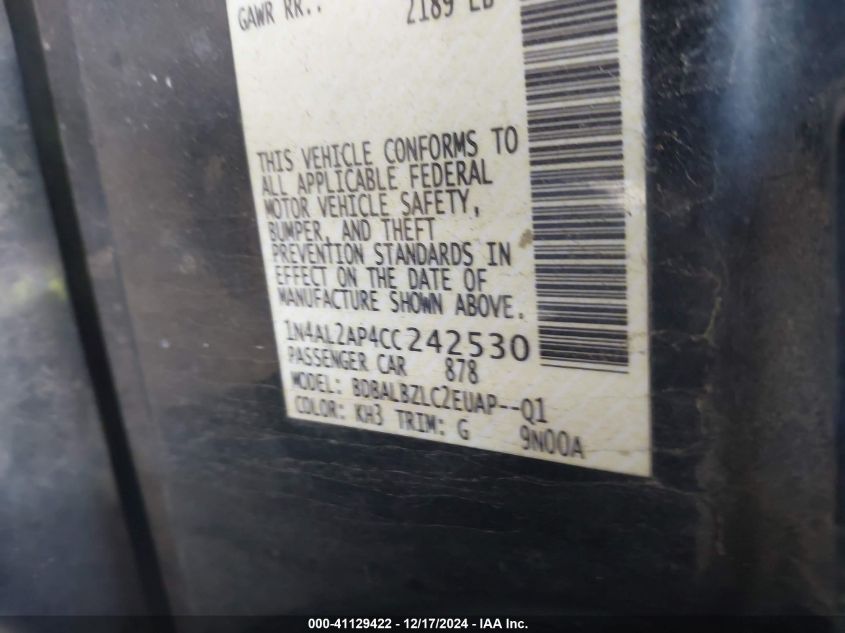 GAWR RR.: 2189 LB
THIS VEHICLE CONFORMS TO
ALL APPLICABLE FEDERAL
MOTOR VEHICLE SAFETY,
BUMPER, AND THEFT
PREVENTION STANDARDS IN
EFFECT ON THE DATE OF
MANUFACTURE SHOWN ABOVE.
1N4AL2AP4CC242530
PASSENGER CAR 878
MODEL: BDBALBZLC2EUAP--Q1
COLOR: KH3 TRIM: G 9N00A
000-41129422 - 12/17/2024 - IAA Inc.